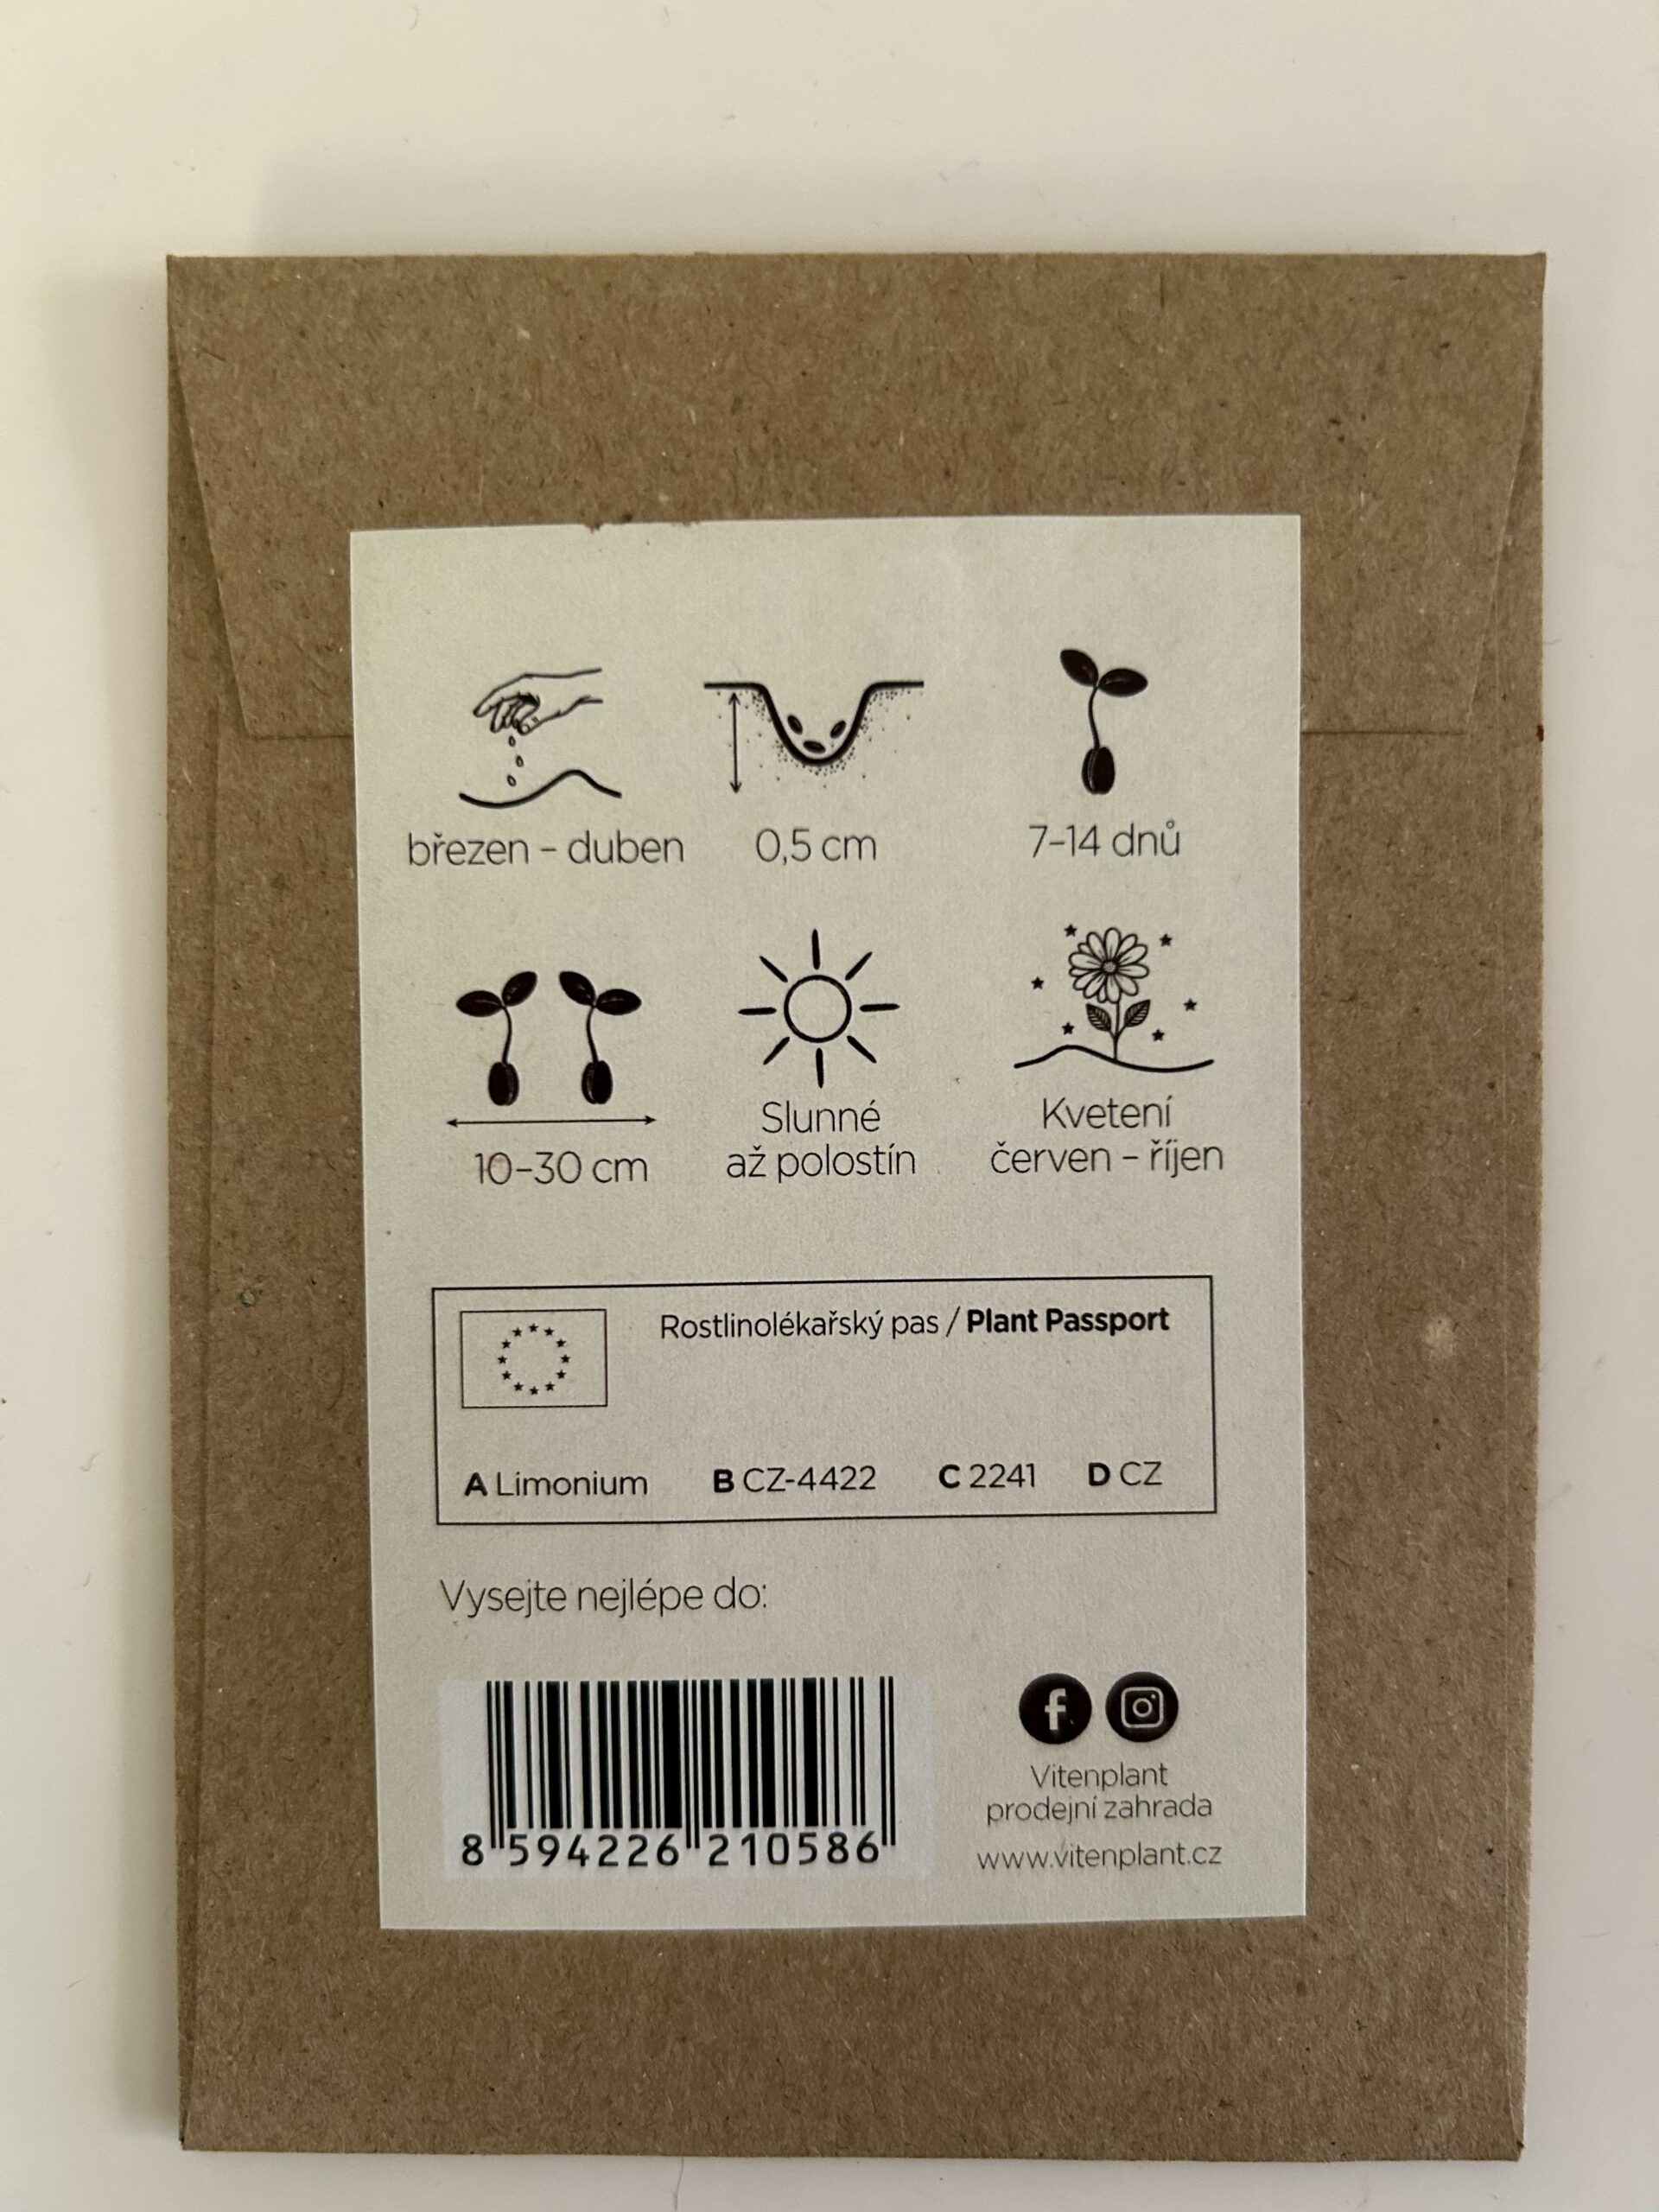 březen – duben
0,5 cm
7–14 dnů
10–30 cm
Slunné
až polostín
Kvetení
červen – říjen
Rostlinolékařský pas / Plant Passport
A Limonium B CZ-4422 C 2241 D CZ
Vysejte nejlépe do:
8 594226 210586
f
Vitenplant
prodejní zahrada
www.vitenplant.cz